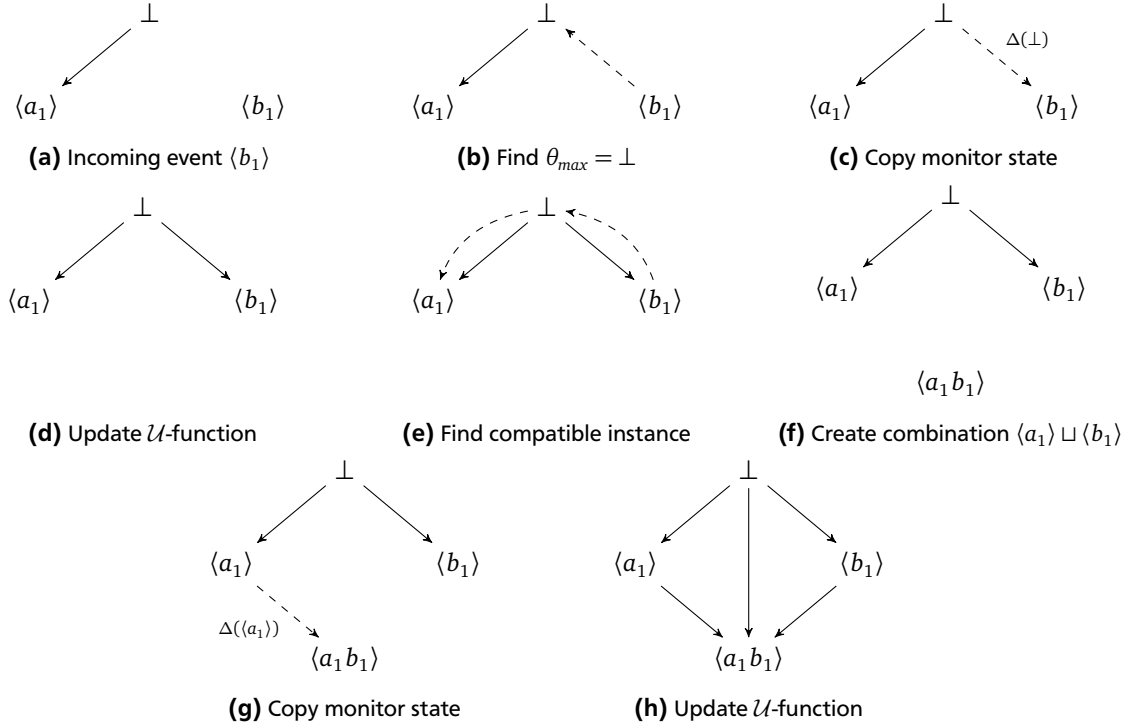 ⊥ ⊥ ⊥
Δ(⊥)
⟨a₁⟩ ⟨b₁⟩ ⟨a₁⟩ ⟨b₁⟩ ⟨a₁⟩ ⟨b₁⟩
(a) Incoming event ⟨b₁⟩ (b) Find θₘₐₓ = ⊥ (c) Copy monitor state
⊥ ⊥ ⊥
⟨a₁⟩ ⟨b₁⟩ ⟨a₁⟩ ⟨b₁⟩ ⟨a₁⟩ ⟨b₁⟩
⟨a₁b₁⟩
(d) Update 𝒰-function (e) Find compatible instance (f) Create combination ⟨a₁⟩ ⊔ ⟨b₁⟩
⊥ ⊥
⟨a₁⟩ ⟨b₁⟩ ⟨a₁⟩ ⟨b₁⟩
Δ(⟨a₁⟩)
⟨a₁b₁⟩ ⟨a₁b₁⟩
(g) Copy monitor state (h) Update 𝒰-function